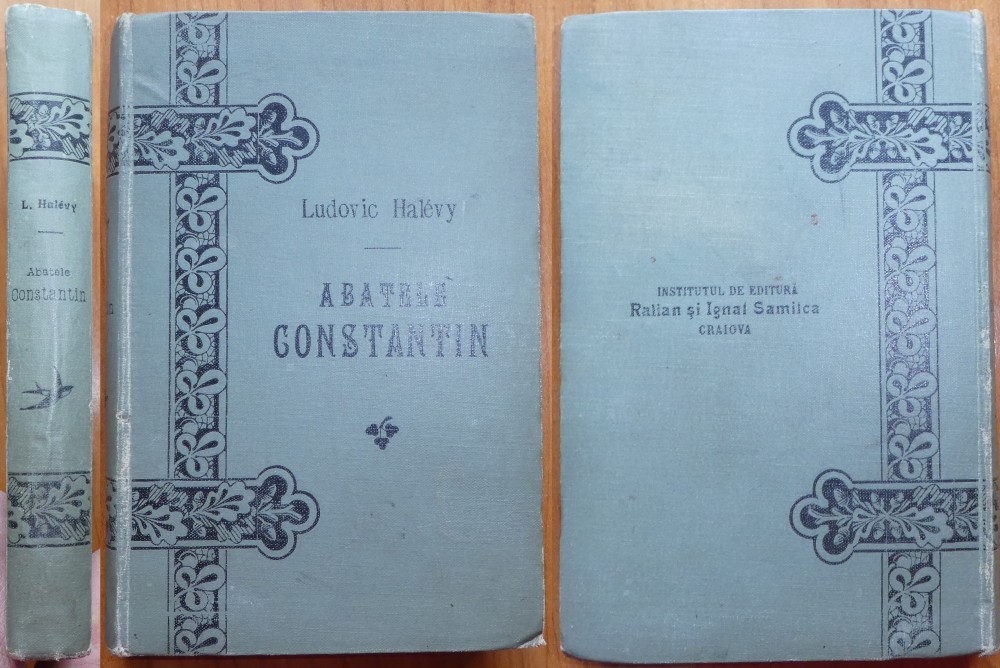 L. Halévy
Abatele
Constantin
Ludovic Halévy
ABATELE
CONSTANTIN
INSTITUTUL DE EDITURĂ
Ralian și Ignat Samitca
CRAIOVA